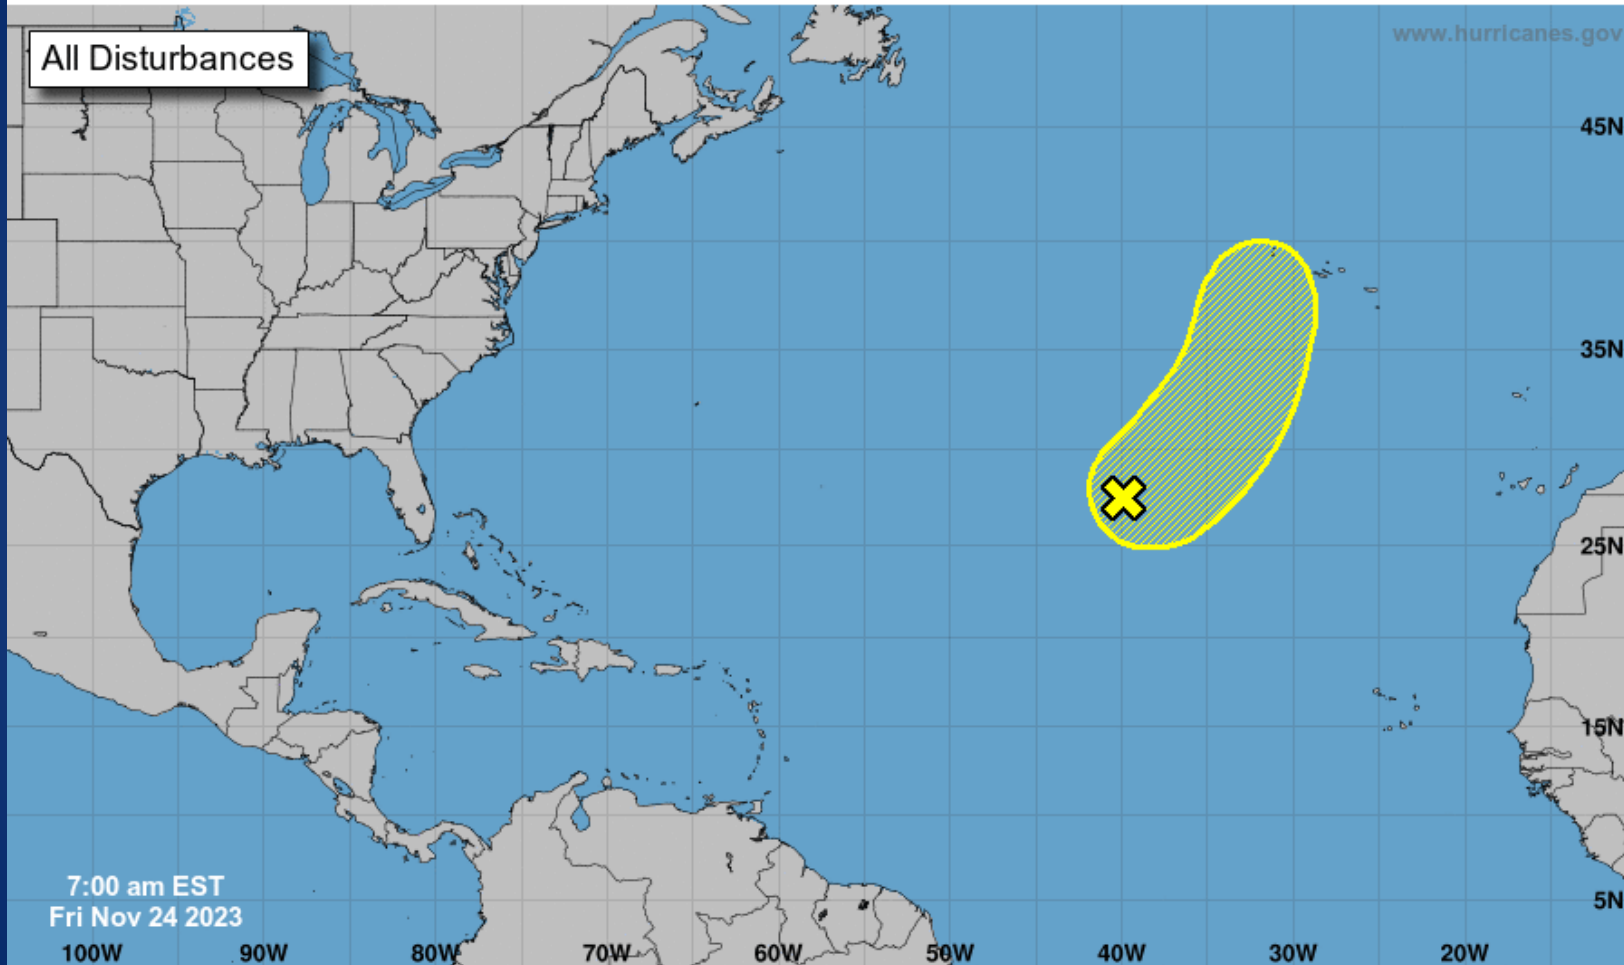 All Disturbances
www.hurricanes.gov
45N
35N
25N
15N
5N
7:00 am EST
Fri Nov 24 2023
100W 90W 80W 70W 60W 50W 40W 30W 20W